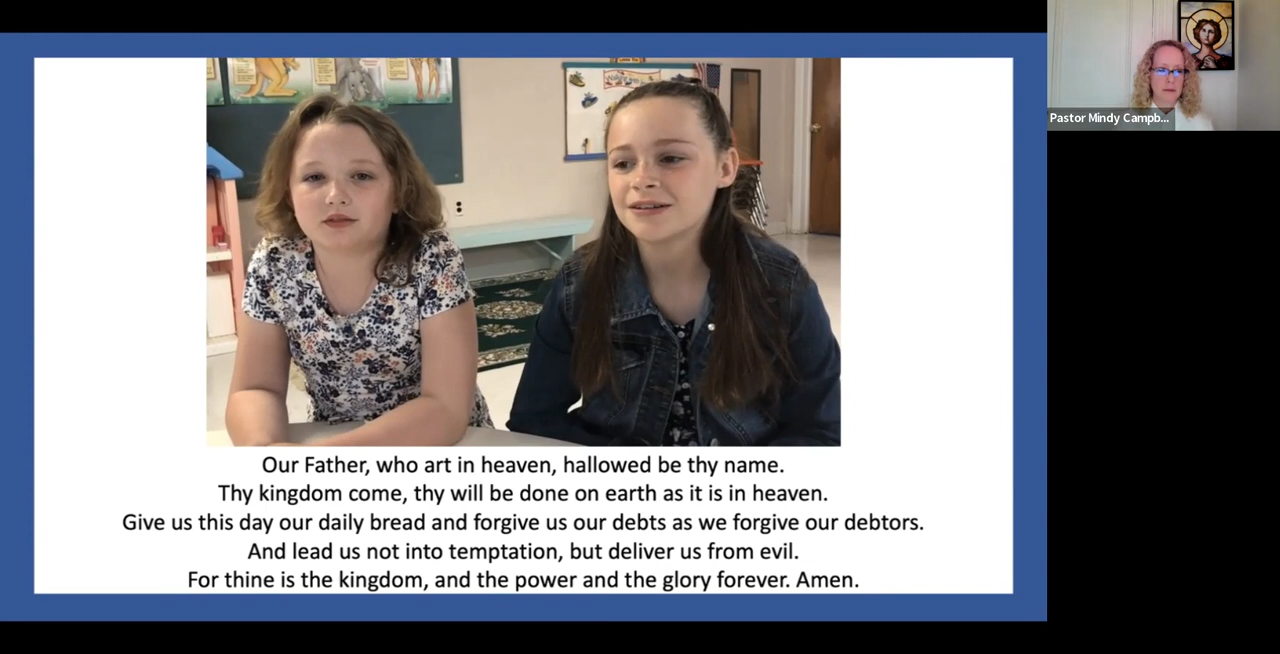 Our Father, who art in heaven, hallowed be thy name.
Thy kingdom come, thy will be done on earth as it is in heaven.
Give us this day our daily bread and forgive us our debts as we forgive our debtors.
And lead us not into temptation, but deliver us from evil.
For thine is the kingdom, and the power and the glory forever. Amen.
Pastor Mindy Campb...